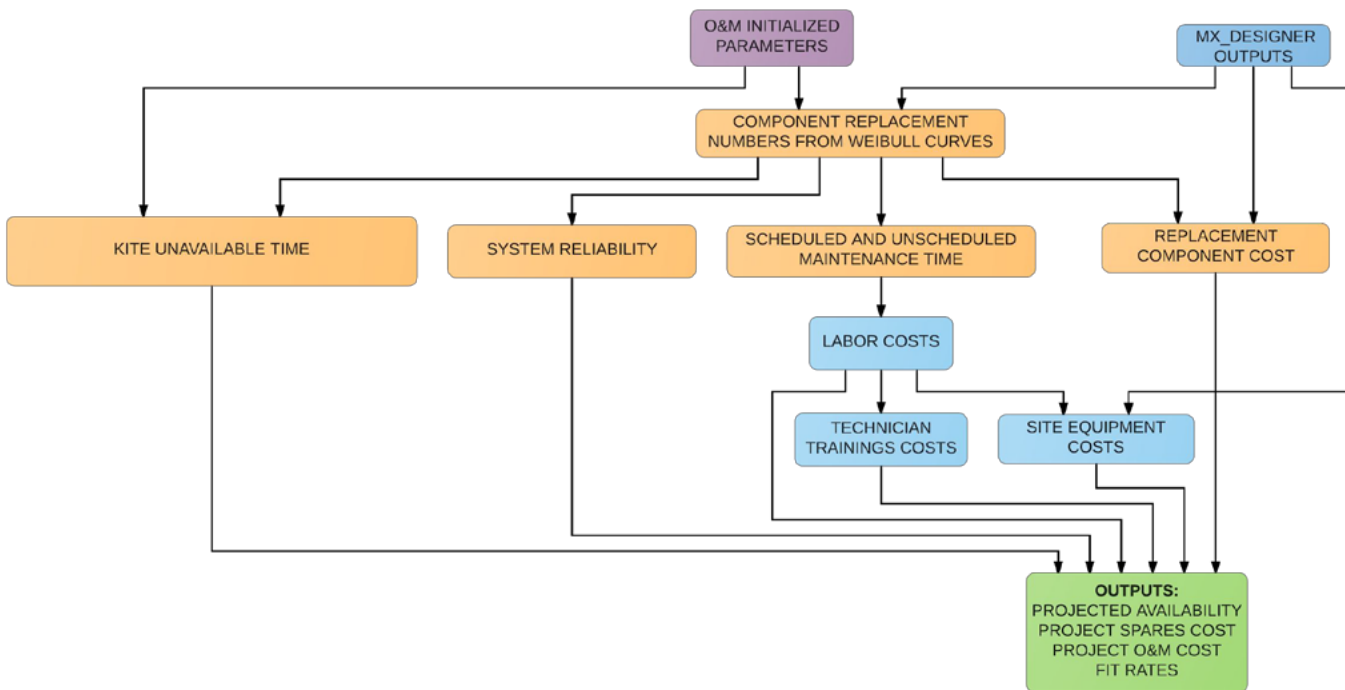 O&M INITIALIZED
PARAMETERS
MX_DESIGNER
OUTPUTS
COMPONENT REPLACEMENT
NUMBERS FROM WEIBULL CURVES
KITE UNAVAILABLE TIME
SYSTEM RELIABILITY
SCHEDULED AND UNSCHEDULED
MAINTENANCE TIME
REPLACEMENT
COMPONENT COST
LABOR COSTS
TECHNICIAN
TRAININGS COSTS
SITE EQUIPMENT
COSTS
OUTPUTS:
PROJECTED AVAILABILITY
PROJECT SPARES COST
PROJECT O&M COST
FIT RATES